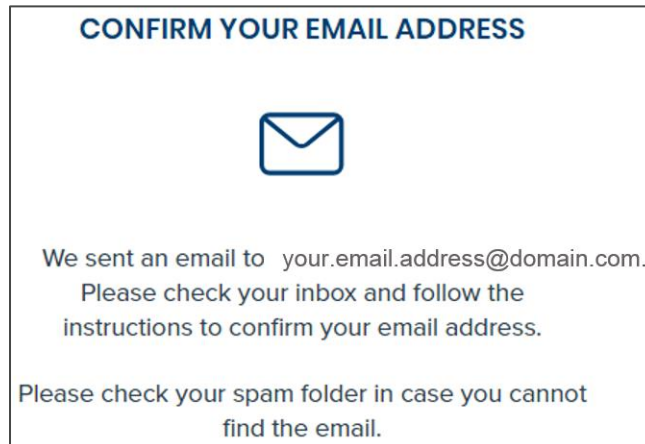 CONFIRM YOUR EMAIL ADDRESS
We sent an email to your.email.address@domain.com.
Please check your inbox and follow the
instructions to confirm your email address.
Please check your spam folder in case you cannot
find the email.